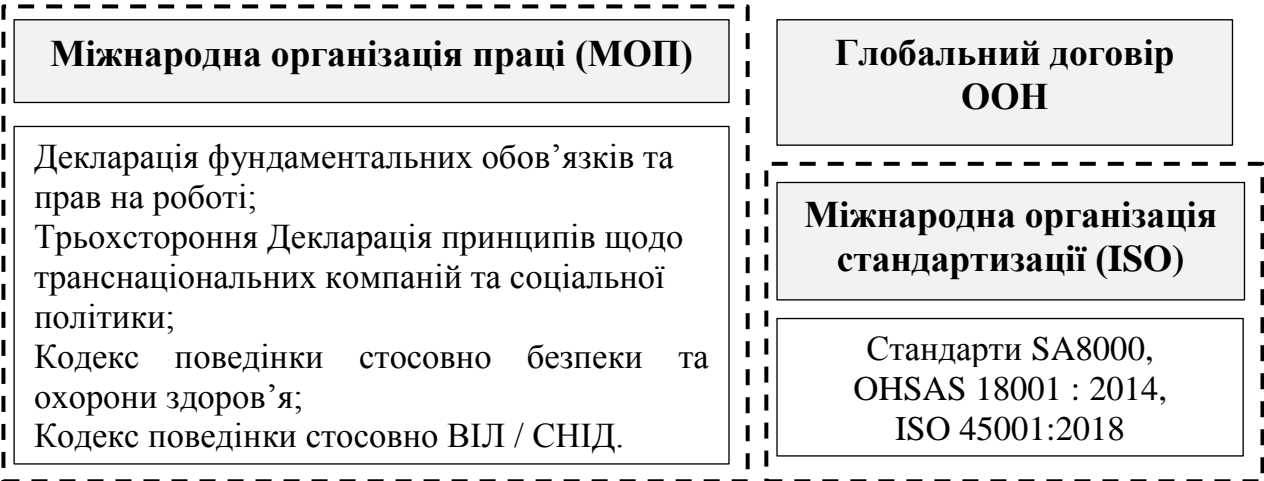 Міжнародна організація праці (МОП)
Декларація фундаментальних обов’язків та
прав на роботі;
Трьохстороння Декларація принципів щодо
транснаціональних компаній та соціальної
політики;
Кодекс поведінки стосовно безпеки та
охорони здоров’я;
Кодекс поведінки стосовно ВІЛ / СНІД.
Глобальний договір
ООН
Міжнародна організація
стандартизації (ISO)
Стандарти SA8000,
OHSAS 18001 : 2014,
ISO 45001:2018